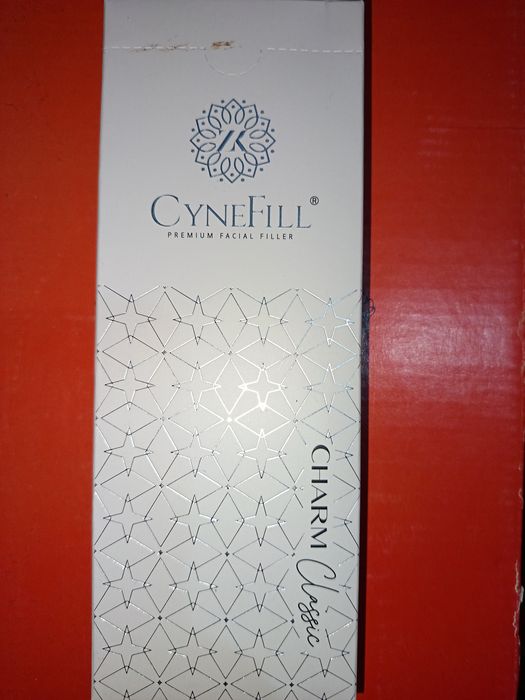 CYNEFILL®
PREMIUM FACIAL FILLER
CHARM Classic